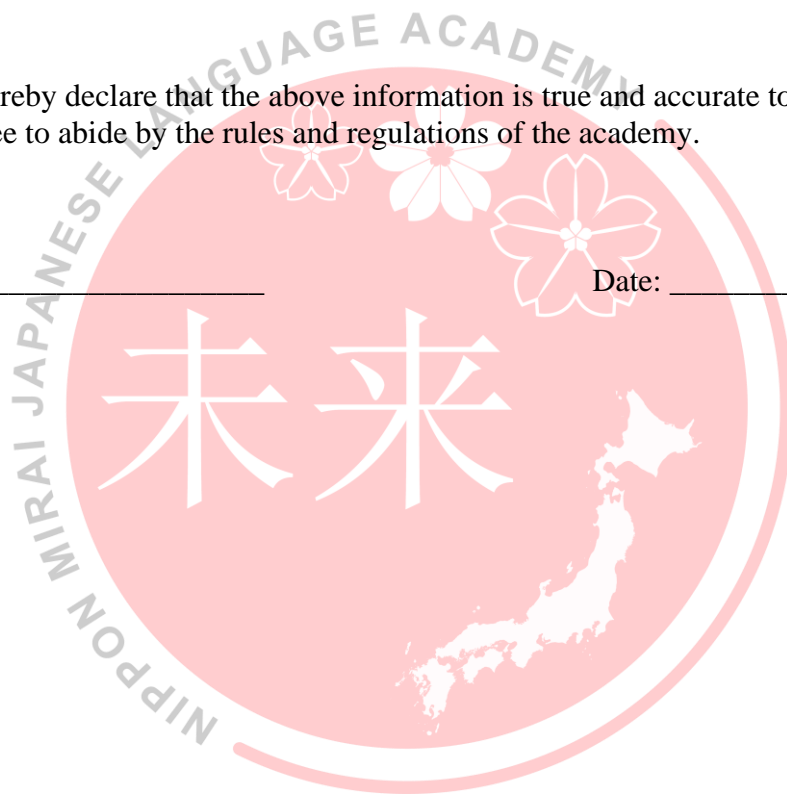 NIPPON MIRAI JAPANESE LANGUAGE ACADEMY
reby declare that the above information is true and accurate to
ee to abide by the rules and regulations of the academy.
Date:
未来